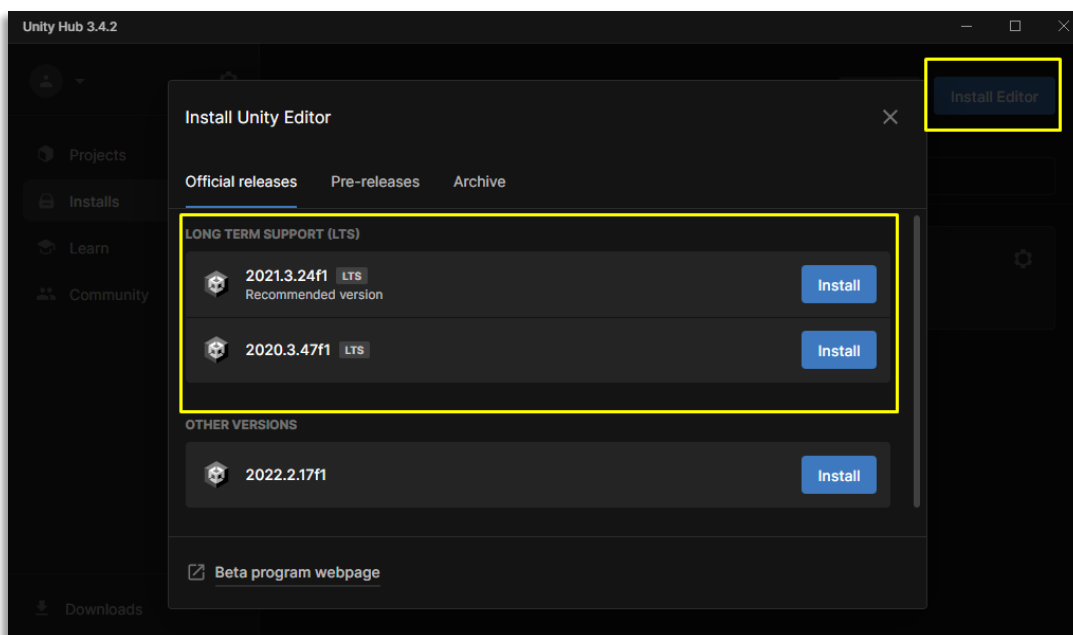 Unity Hub 3.4.2
Install Editor
Install Unity Editor
Projects
Installs
Learn
Community
Downloads
Official releases Pre-releases Archive
LONG TERM SUPPORT (LTS)
2021.3.24f1 LTS
Recommended version
Install
2020.3.47f1 LTS
Install
OTHER VERSIONS
2022.2.17f1
Install
Beta program webpage